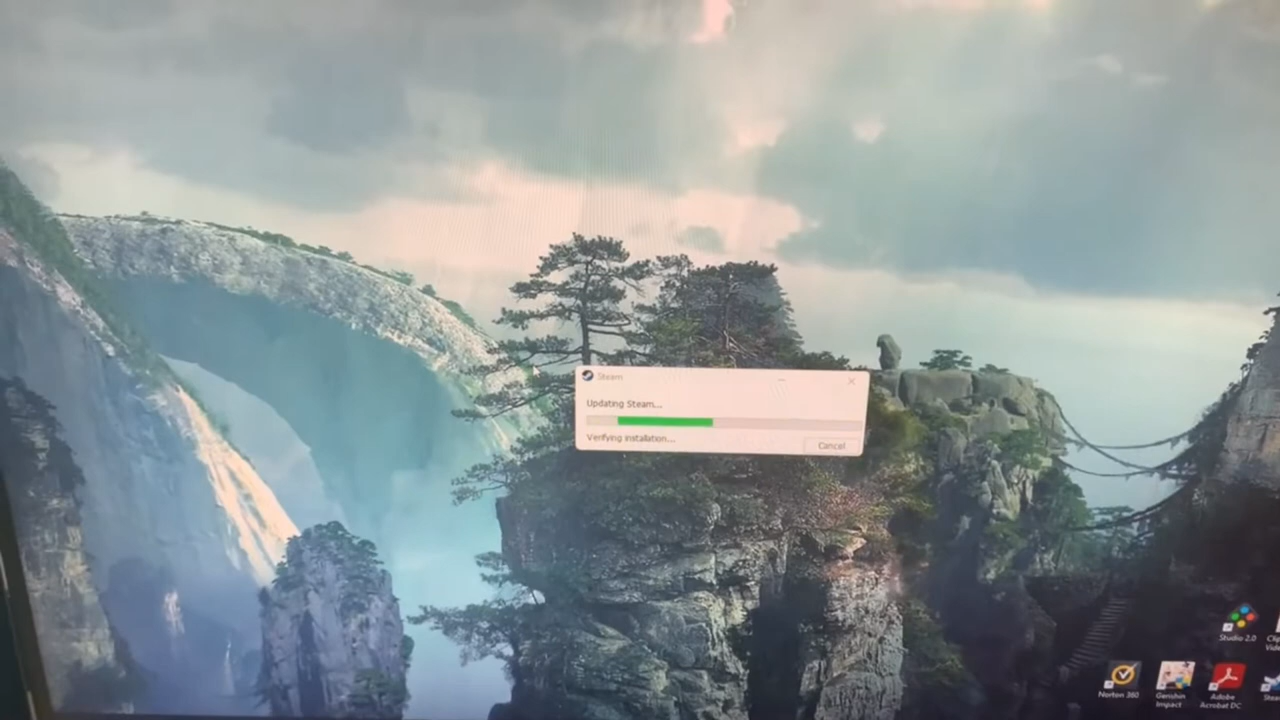 Steam
Updating Steam...
Verifying installation...
Cancel
Studio 2.0
Norton 360
Genshin
Impact
Adobe
Acrobat DC